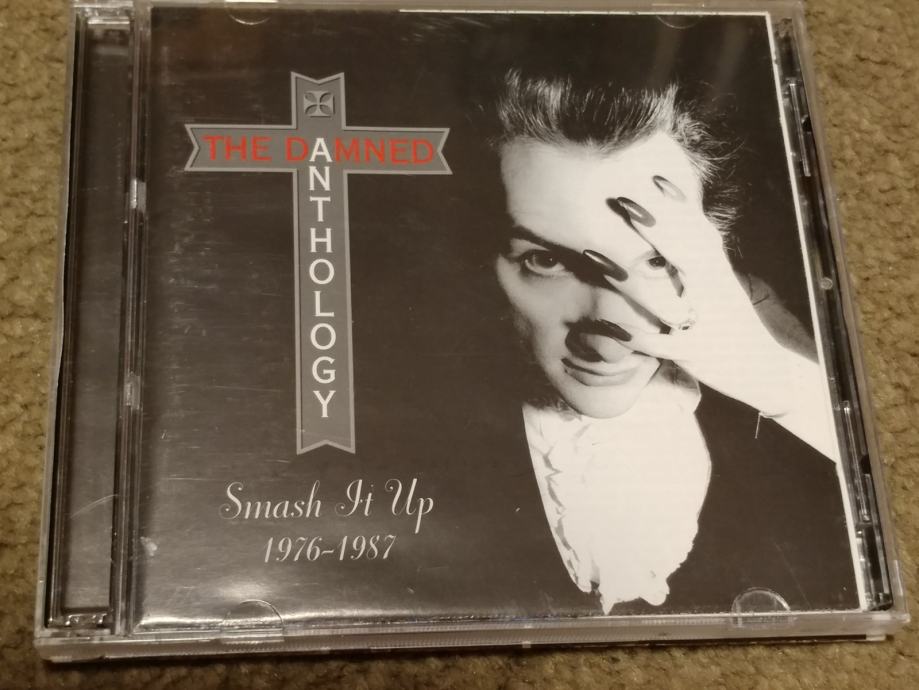 THE DAMNED
ANTHOLOGY
Smash It Up
1976-1987